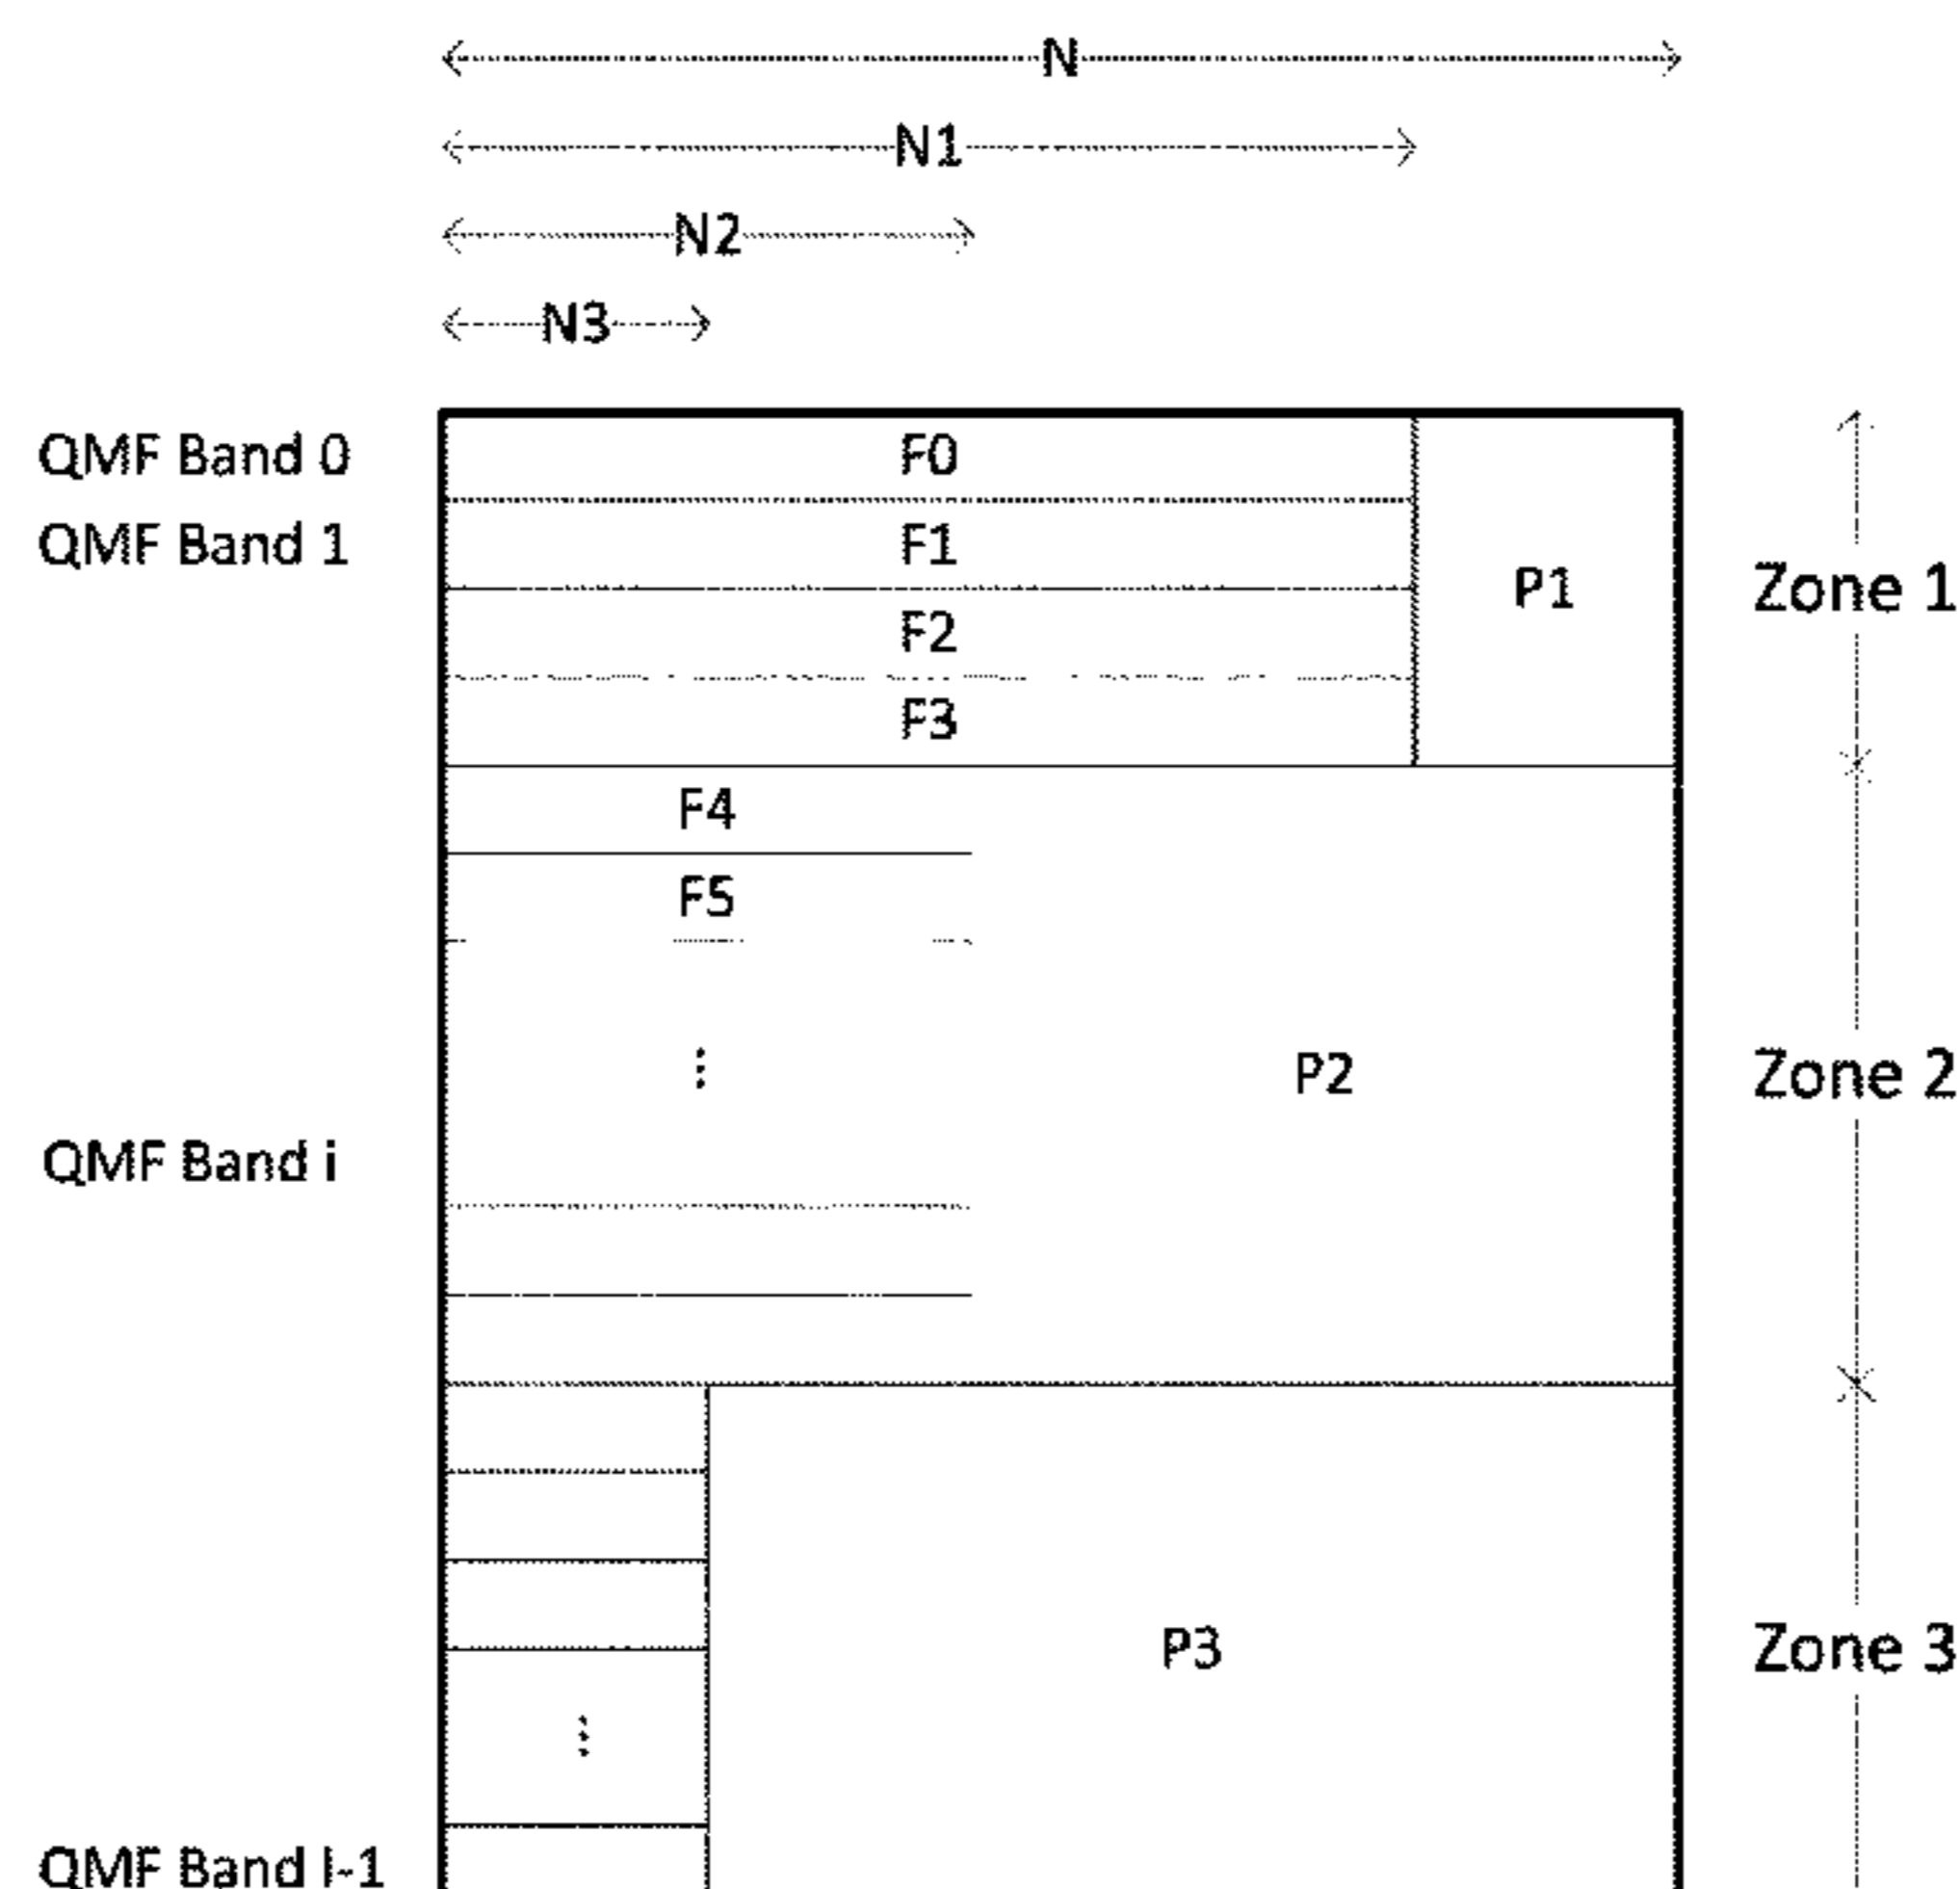 N
N1
N2
N3
QMF Band 0
F0
QMF Band 1
F1
P1
Zone 1
F2
F3
F4
F5
⋮
P2
Zone 2
QMF Band i
P3
Zone 3
⋮
QMF Band I-1